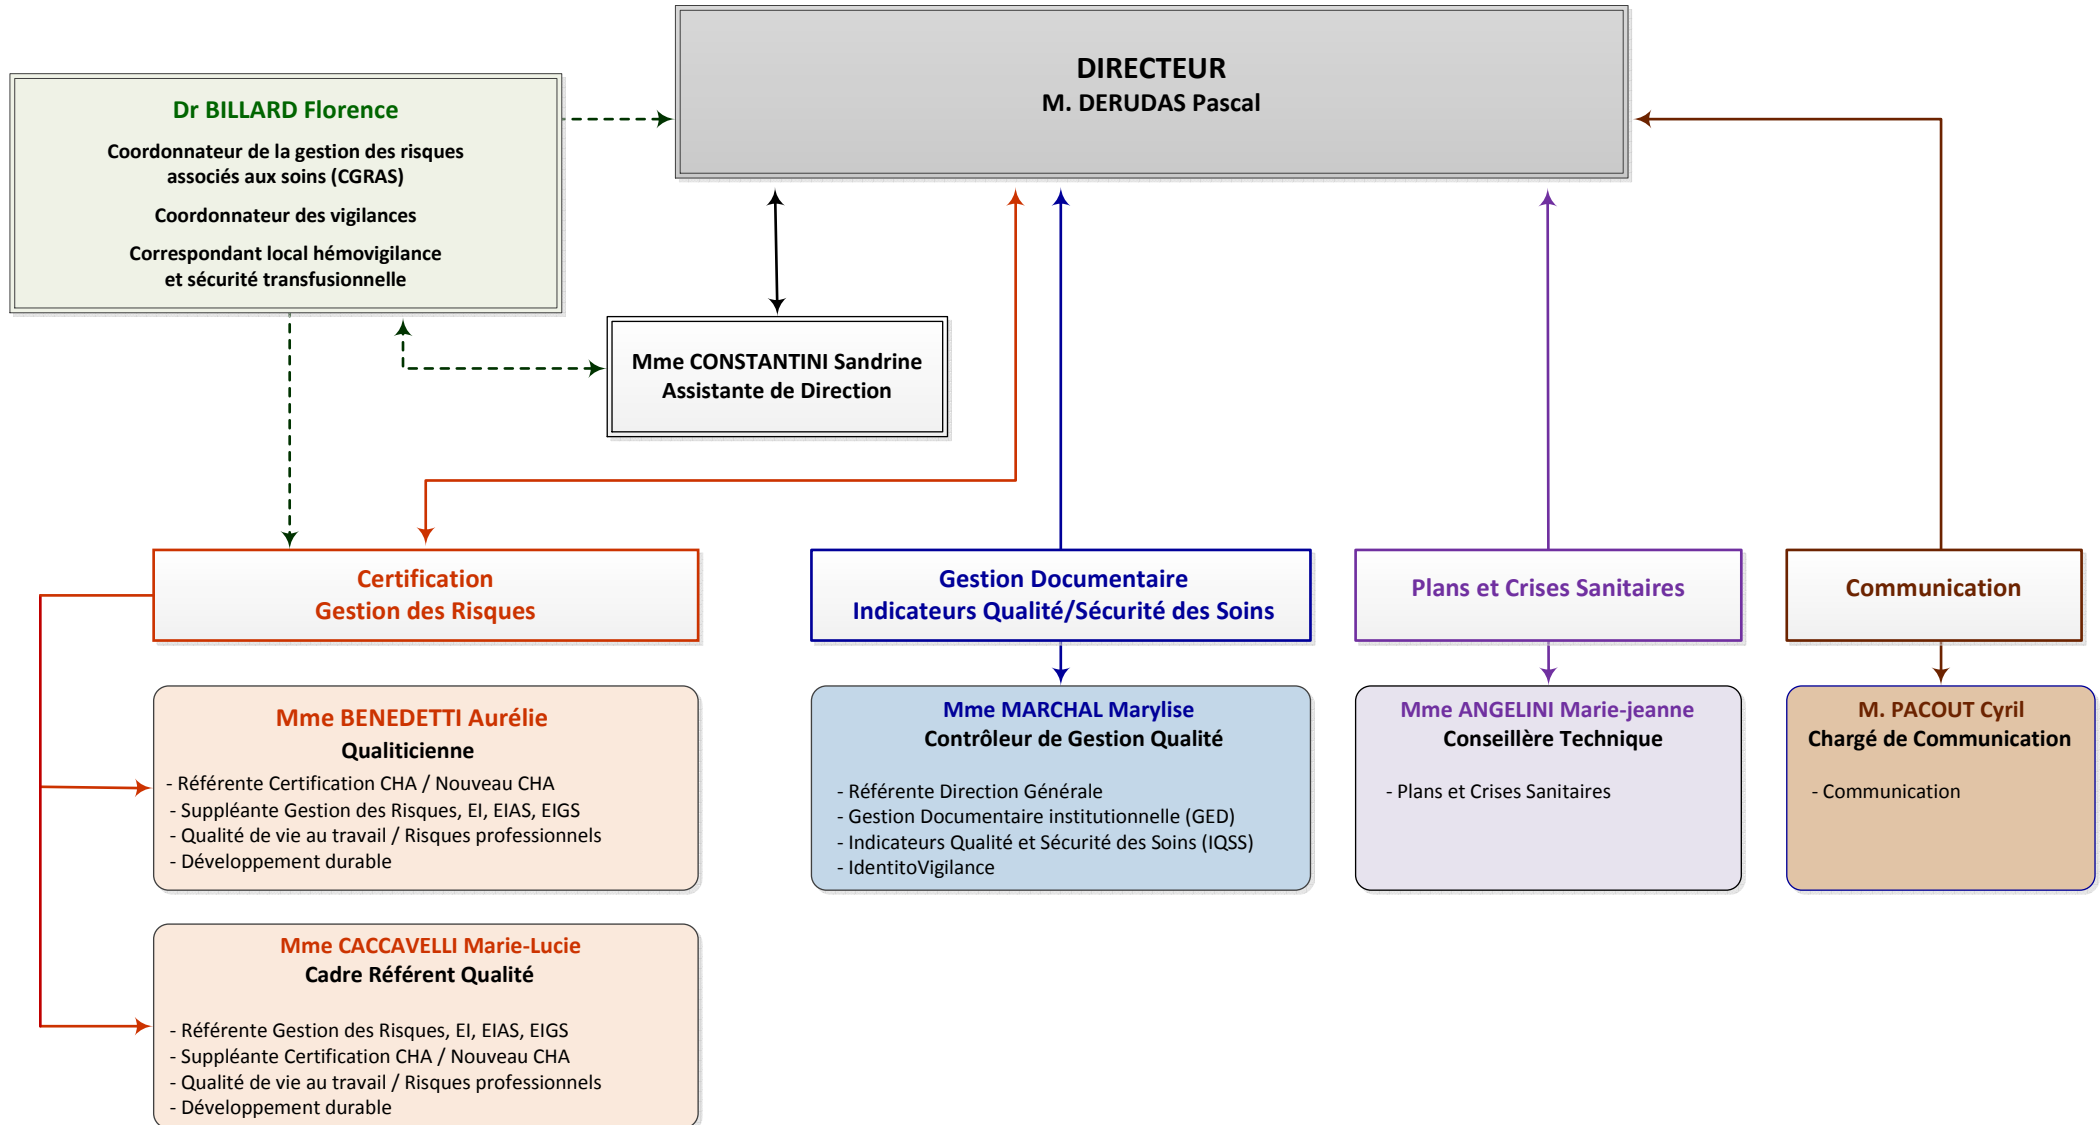 DIRECTEUR
M. DERUDAS Pascal
Dr BILLARD Florence
Coordonnateur de la gestion des risques
associés aux soins (CGRAS)
Coordonnateur des vigilances
Correspondant local hémovigilance
et sécurité transfusionnelle
Mme CONSTANTINI Sandrine
Assistante de Direction
Certification
Gestion des Risques
Gestion Documentaire
Indicateurs Qualité/Sécurité des Soins
Plans et Crises Sanitaires
Communication
Mme BENEDETTI Aurélie
Qualiticienne
- Référente Certification CHA / Nouveau CHA
- Suppléante Gestion des Risques, EI, EIAS, EIGS
- Qualité de vie au travail / Risques professionnels
- Développement durable
Mme MARCHAL Marylise
Contrôleur de Gestion Qualité
- Référente Direction Générale
- Gestion Documentaire institutionnelle (GED)
- Indicateurs Qualité et Sécurité des Soins (IQSS)
- IdentitoVigilance
Mme ANGELINI Marie-jeanne
Conseillère Technique
- Plans et Crises Sanitaires
M. PACOUT Cyril
Chargé de Communication
- Communication
Mme CACCAVELLI Marie-Lucie
Cadre Référent Qualité
- Référente Gestion des Risques, EI, EIAS, EIGS
- Suppléante Certification CHA / Nouveau CHA
- Qualité de vie au travail / Risques professionnels
- Développement durable